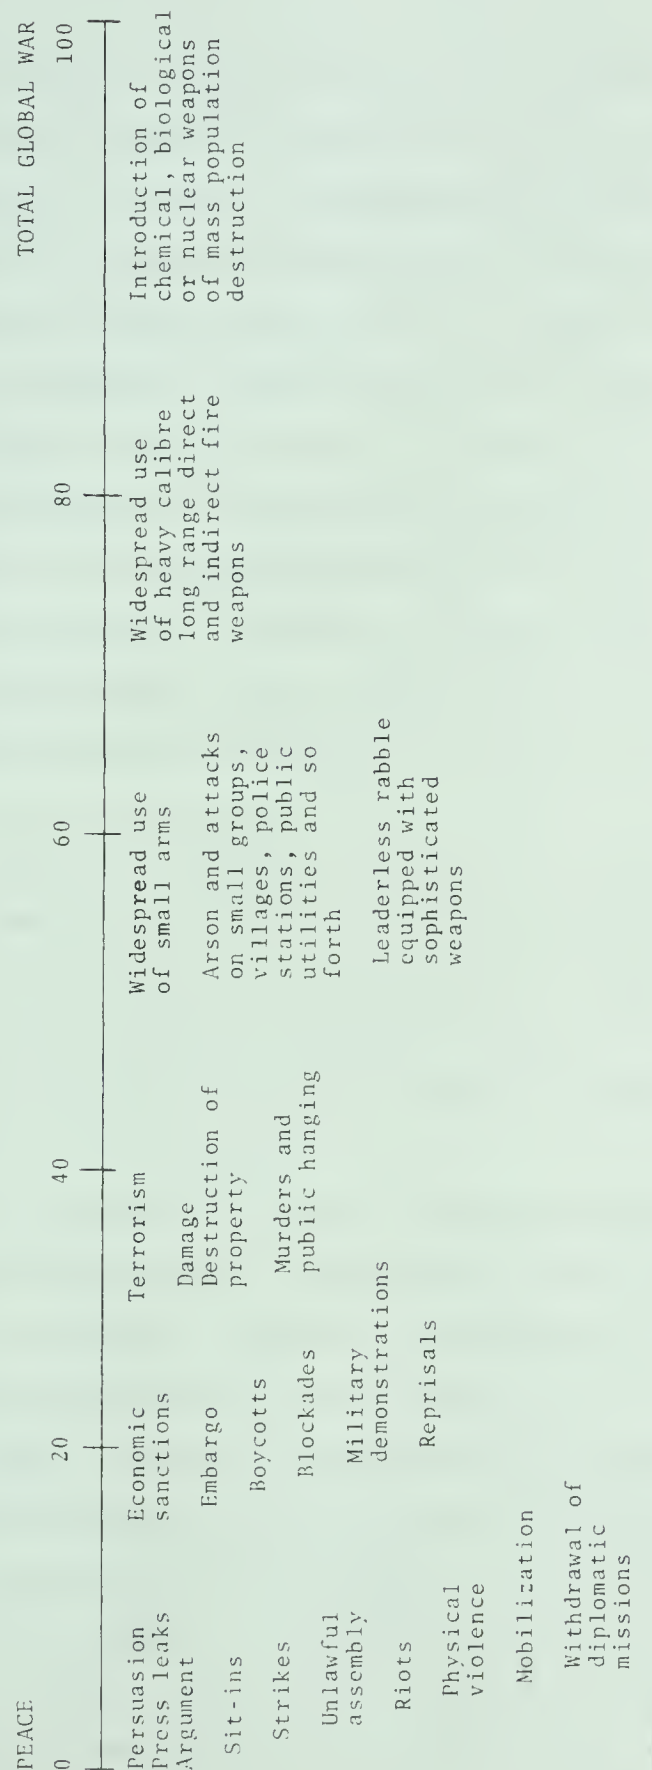 PEACE
TOTAL GLOBAL WAR
0
20
40
60
80
100
Persuasion
Press leaks
Argument
Sit-ins
Strikes
Unlawful
assembly
Riots
Physical
violence
Mobilization
Withdrawal of
diplomatic
missions
Economic
sanctions
Embargo
Boycotts
Blockades
Military
demonstrations
Reprisals
Terrorism
Damage
Destruction of
property
Murders and
public hanging
Widespread use
of small arms
Arson and attacks
on small groups,
villages, police
stations, public
utilities and so
forth
Leaderless rabble
equipped with
sophisticated
weapons
Widespread use
of heavy calibre
long range direct
and indirect fire
weapons
Introduction of
chemical, biological
or nuclear weapons
of mass population
destruction